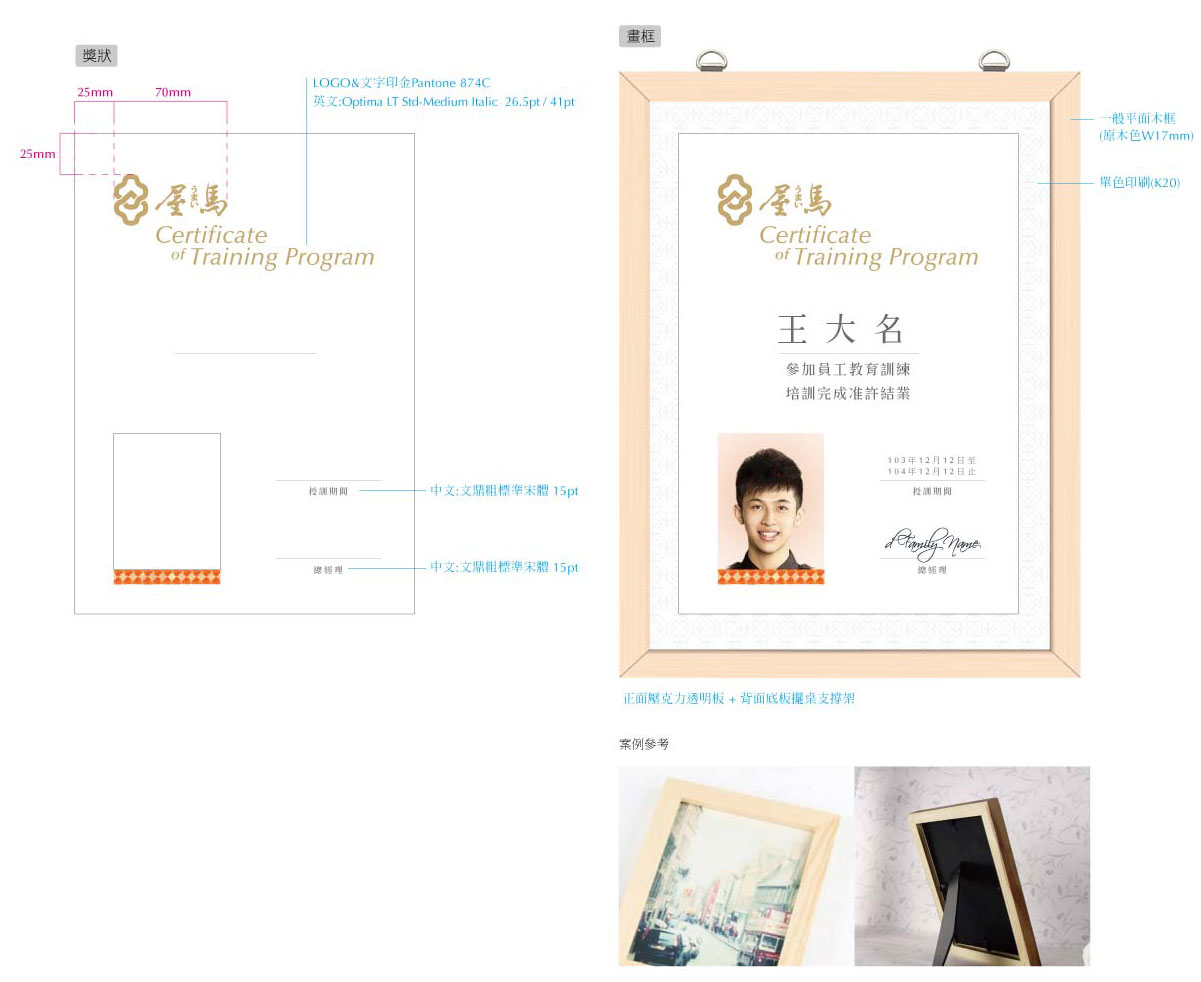 獎狀
25mm
70mm
25mm
LOGO&文字印金Pantone 874C
英文:Optima LT Std-Medium Italic 26.5pt / 41pt
屋うまい馬
Certificate
of Training Program
授訓期間
中文:文鼎粗標準宋體 15pt
總經理
中文:文鼎粗標準宋體 15pt
畫框
一般平面木框
(原木色W17mm)
單色印刷(K20)
屋うまい馬
Certificate
of Training Program
王大名
參加員工教育訓練
培訓完成准許結業
103年12月12日至
104年12月12日止
授訓期間
d Family Name
總經理
正面壓克力透明板 + 背面底板擺桌支撐架
案例參考